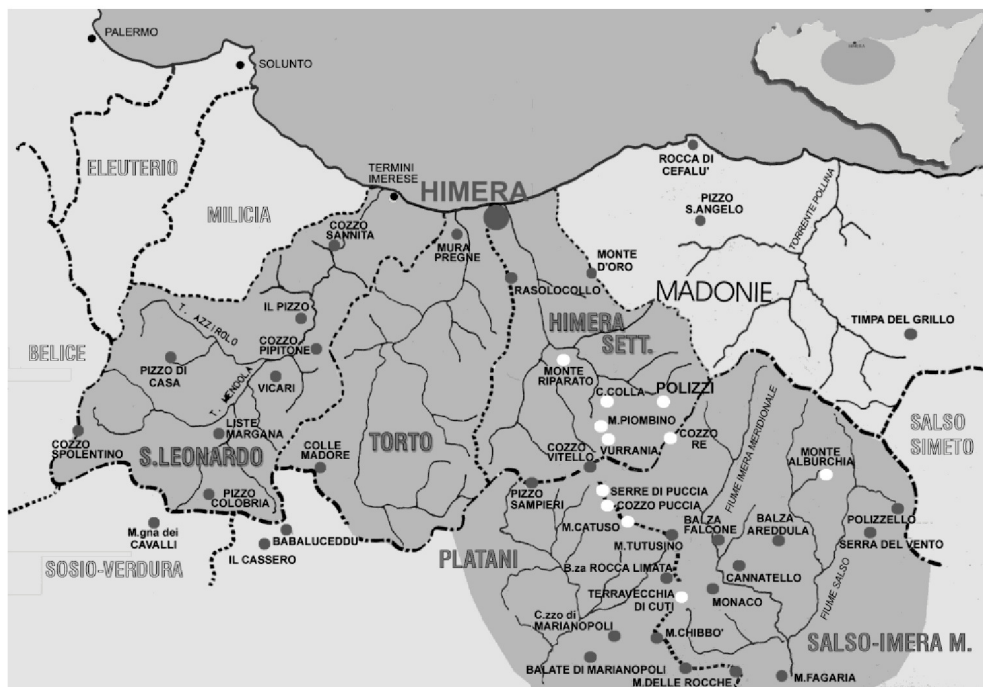 PALERMO
SOLUNTO
ELEUTERIO
MILICIA
TERMINI
IMERESE
HIMERA
ROCCA DI
CEFALU'
PIZZO
S.ANGELO
TORRENTE POLLINA
COZZO
SANNITA
MURA
PREGNE
MONTE
D'ORO
RASOLOCOLLO
MADONIE
IL PIZZO
T. AZZIROLO
HIMERA
SETT.
TIMPA DEL GRILLO
BELICE
COZZO
PIPITONE
PIZZO DI
CASA
T. MENDOLA
VICARI
MONTE
RIPARATO
C.COLLA
POLIZZI
M.PIOMBINO
LISTE
MARGANA
COZZO
SPOLENTINO
S.LEONARDO
COLLE
MADORE
TORTO
COZZO
VITELLO
VURRANIA
COZZO
RE
FIUME IMERA MERIDIONALE
MONTE
ALBURCHIA
SALSO
SIMETO
PIZZO
COLOBRIA
PIZZO
SAMPIERI
SERRE DI PUCCIA
COZZO PUCCIA
M.gna dei
CAVALLI
BABALUCEDDU
IL CASSERO
SOSIO-VERDURA
PLATANI
M.CATUSO
M.TUTUSINO
BALZA
FALCONE
BALZA
AREDDULA
POLIZZELLO
SERRA DEL VENTO
B.za ROCCA LIMATA
CANNATELLO
TERRAVECCHIA
DI CUTI
MONACO
FIUME SALSO
C.zzo di
MARIANOPOLI
M.CHIBBO'
SALSO-IMERA M.
BALATE DI MARIANOPOLI
M.DELLE ROCCHE
M.FAGARIA